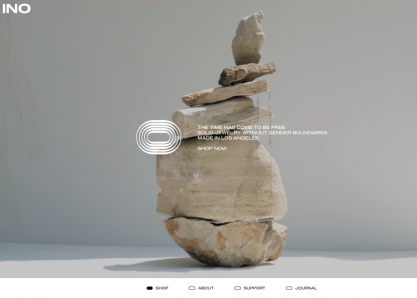 INO
THE TIME HAS COME TO BE FREE
SOLID JEWELRY WITHOUT GENDER BOUNDARIES
MADE IN LOS ANGELES
SHOP NOW
SHOP
ABOUT
SUPPORT
JOURNAL